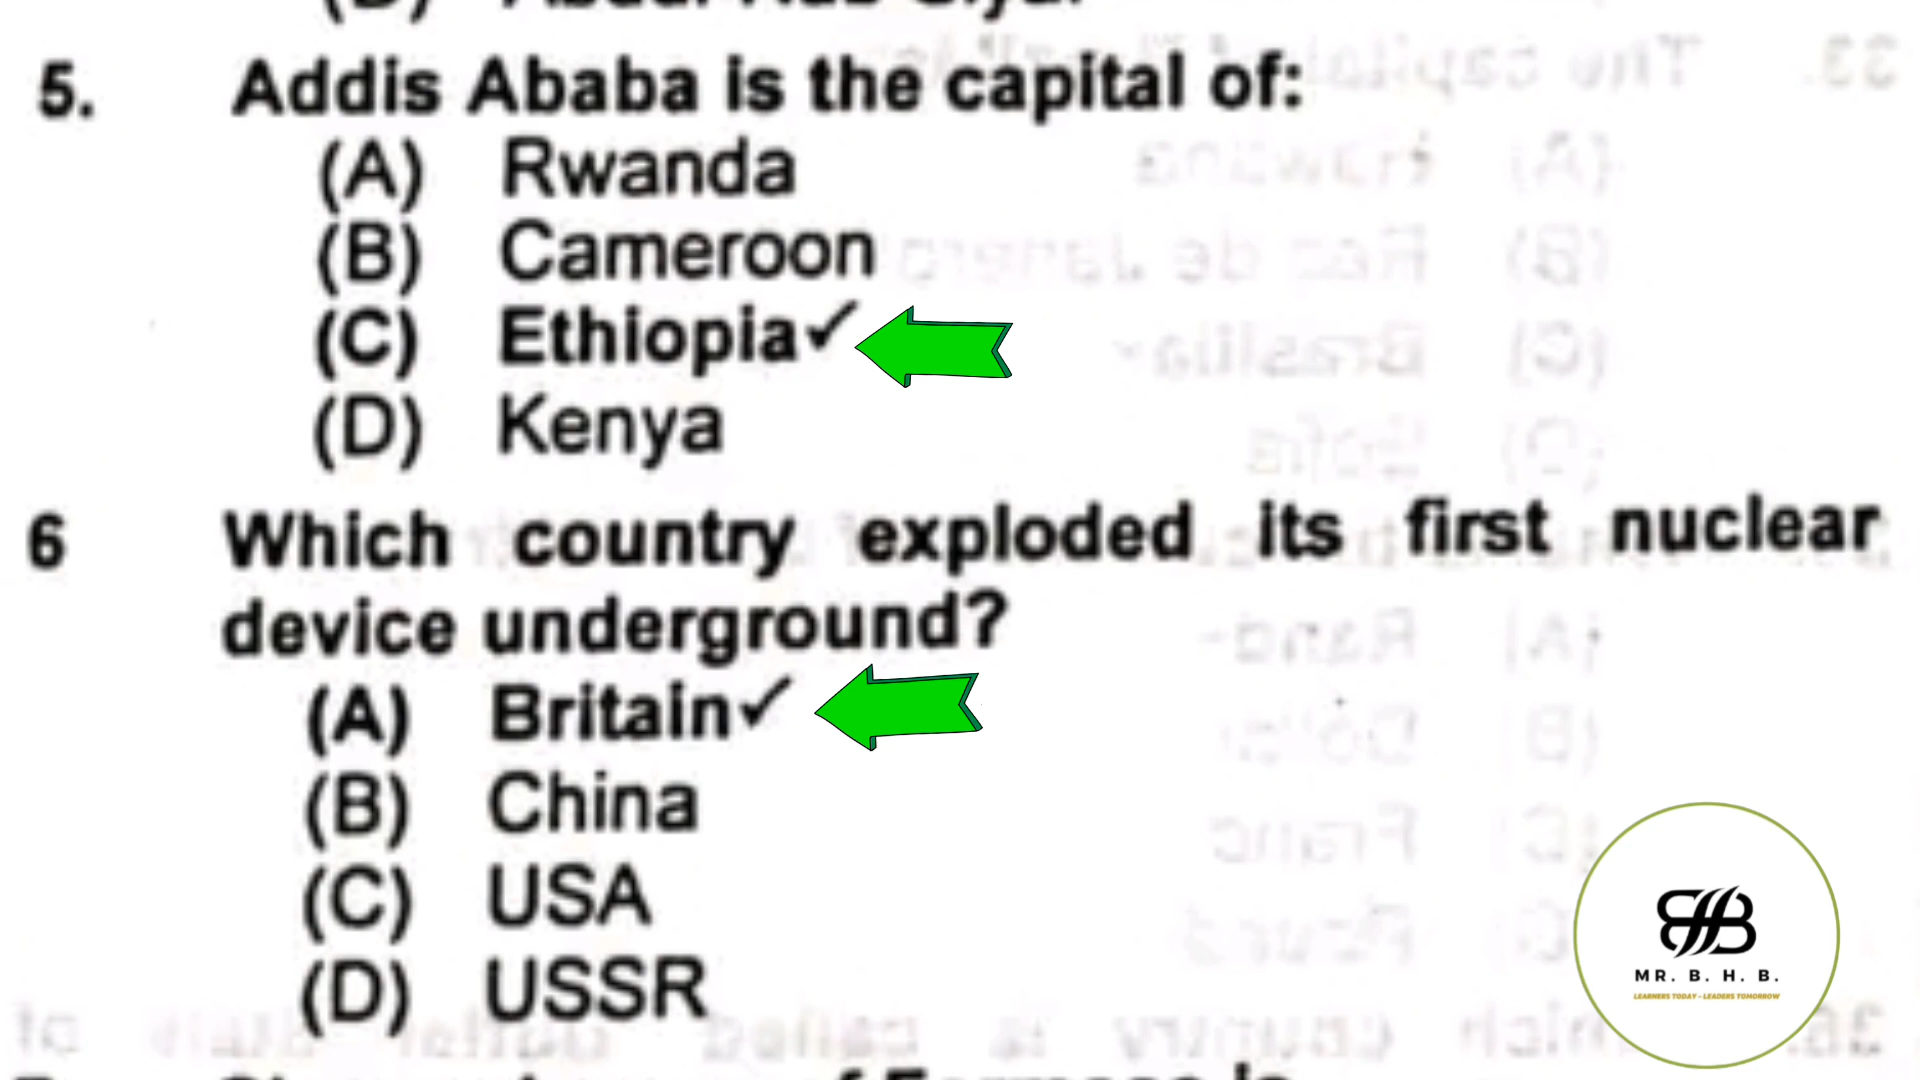 5. Addis Ababa is the capital of:
(A) Rwanda
(B) Cameroon
(C) Ethiopia✓
(D) Kenya
6 Which country exploded its first nuclear
device underground?
(A) Britain✓
(B) China
(C) USA
(D) USSR
MR. B. H. B.
LEARNERS TODAY - LEADERS TOMORROW